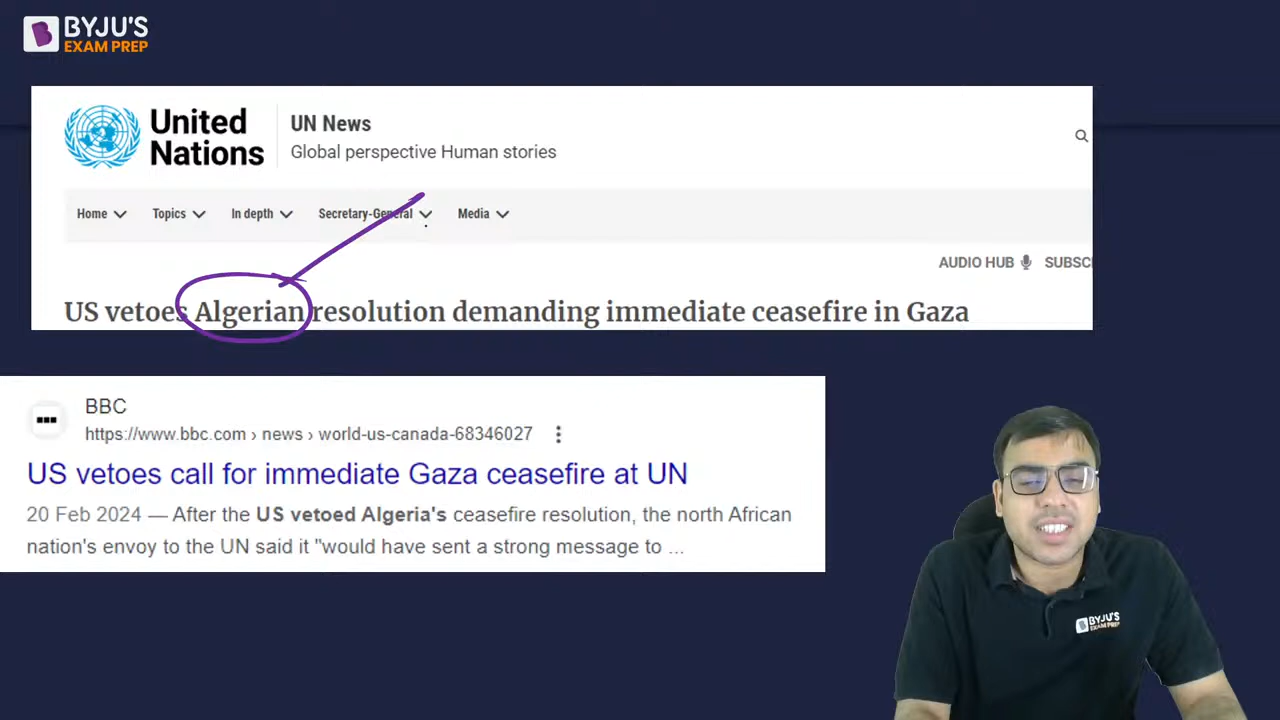 BYJU'S
EXAM PREP
United
Nations
UN News
Global perspective Human stories
Home Topics In depth Secretary-General Media
AUDIO HUB SUBSC
US vetoes Algerian resolution demanding immediate ceasefire in Gaza
BBC
https://www.bbc.com › news › world-us-canada-68346027
US vetoes call for immediate Gaza ceasefire at UN
20 Feb 2024 — After the US vetoed Algeria's ceasefire resolution, the north African
nation's envoy to the UN said it "would have sent a strong message to ...
BYJU'S
EXAM PREP